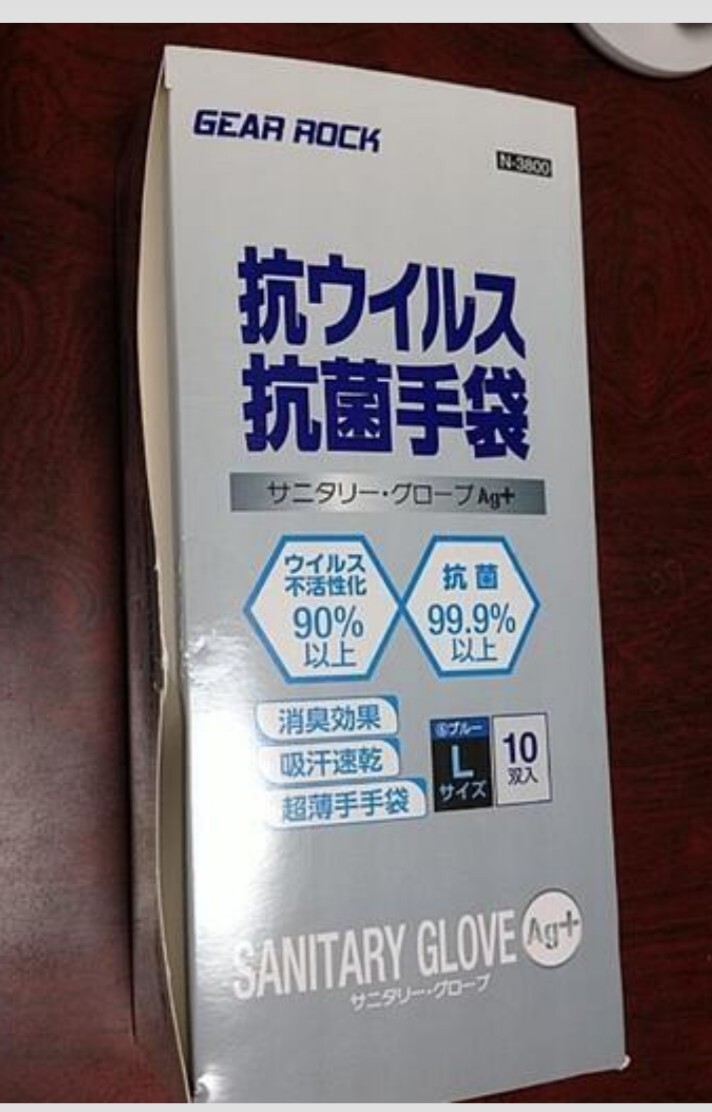 GEAR ROCK
N-3800
抗ウイルス
抗菌手袋
サニタリー・グローブ Ag+
ウイルス
不活性化
90%
以上
抗菌
99.9%
以上
消臭効果
吸汗速乾
超薄手手袋
⑥ブルー
L
サイズ
10
双入
SANITARY GLOVE Ag+
サニタリー・グローブ